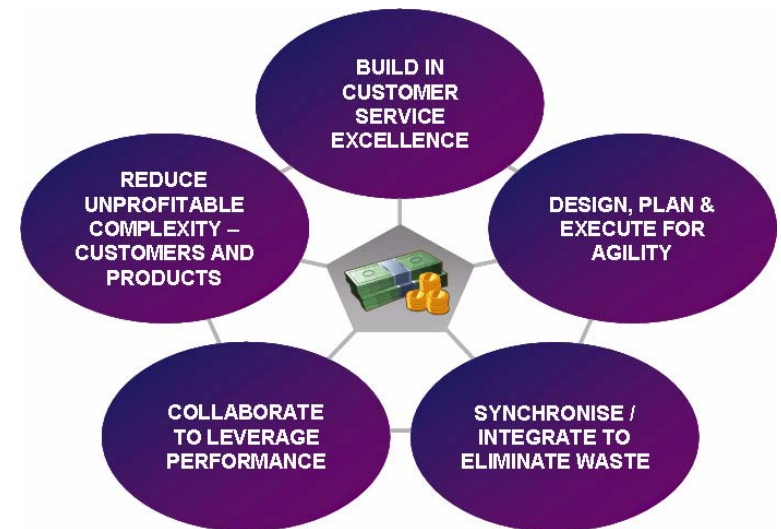 BUILD IN
CUSTOMER
SERVICE
EXCELLENCE
REDUCE
UNPROFITABLE
COMPLEXITY –
CUSTOMERS AND
PRODUCTS
DESIGN, PLAN &
EXECUTE FOR
AGILITY
COLLABORATE
TO LEVERAGE
PERFORMANCE
SYNCHRONISE /
INTEGRATE TO
ELIMINATE WASTE